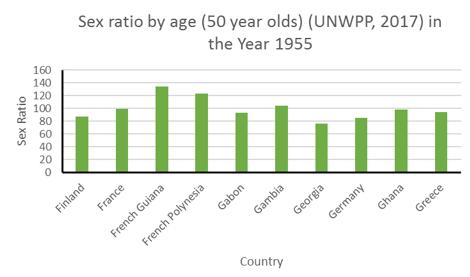 Sex ratio by age (50 year olds) (UNWPP, 2017) in
the Year 1955
160
140
120
100
80
60
40
20
0
Sex Ratio
Finland
France
French Guiana
French Polynesia
Gabon
Gambia
Georgia
Germany
Ghana
Greece
Country